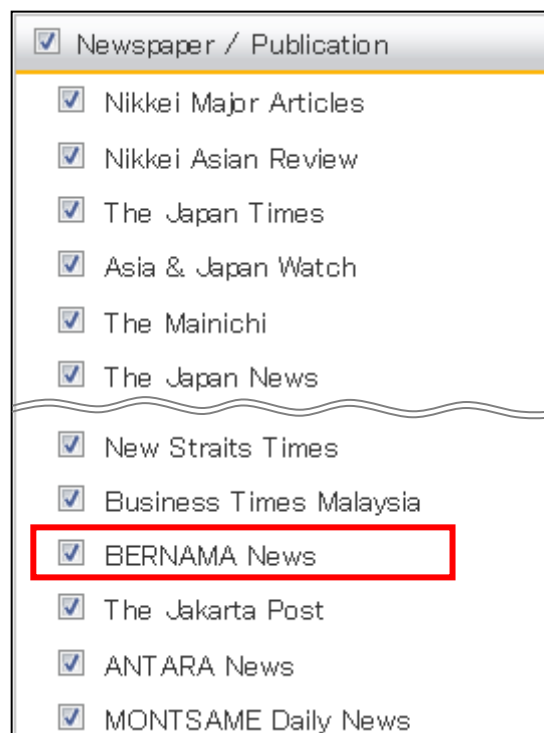 Newspaper / Publication
Nikkei Major Articles
Nikkei Asian Review
The Japan Times
Asia & Japan Watch
The Mainichi
The Japan News
New Straits Times
Business Times Malaysia
BERNAMA News
The Jakarta Post
ANTARA News
MONTSAME Daily News